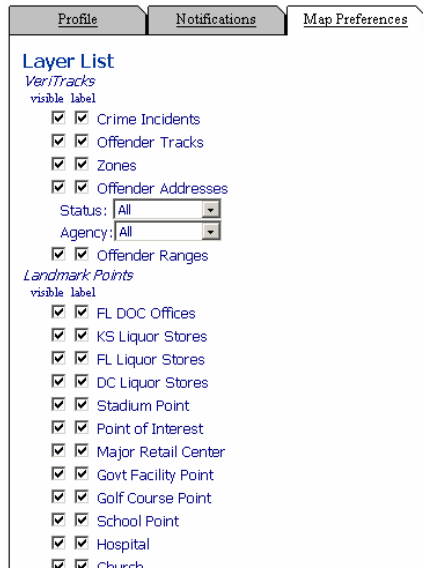 Profile Notifications Map Preferences
Layer List
VeriTracks
visible label
Crime Incidents
Offender Tracks
Zones
Offender Addresses
Status: All
Agency: All
Offender Ranges
Landmark Points
visible label
FL DOC Offices
KS Liquor Stores
FL Liquor Stores
DC Liquor Stores
Stadium Point
Point of Interest
Major Retail Center
Govt Facility Point
Golf Course Point
School Point
Hospital
Church